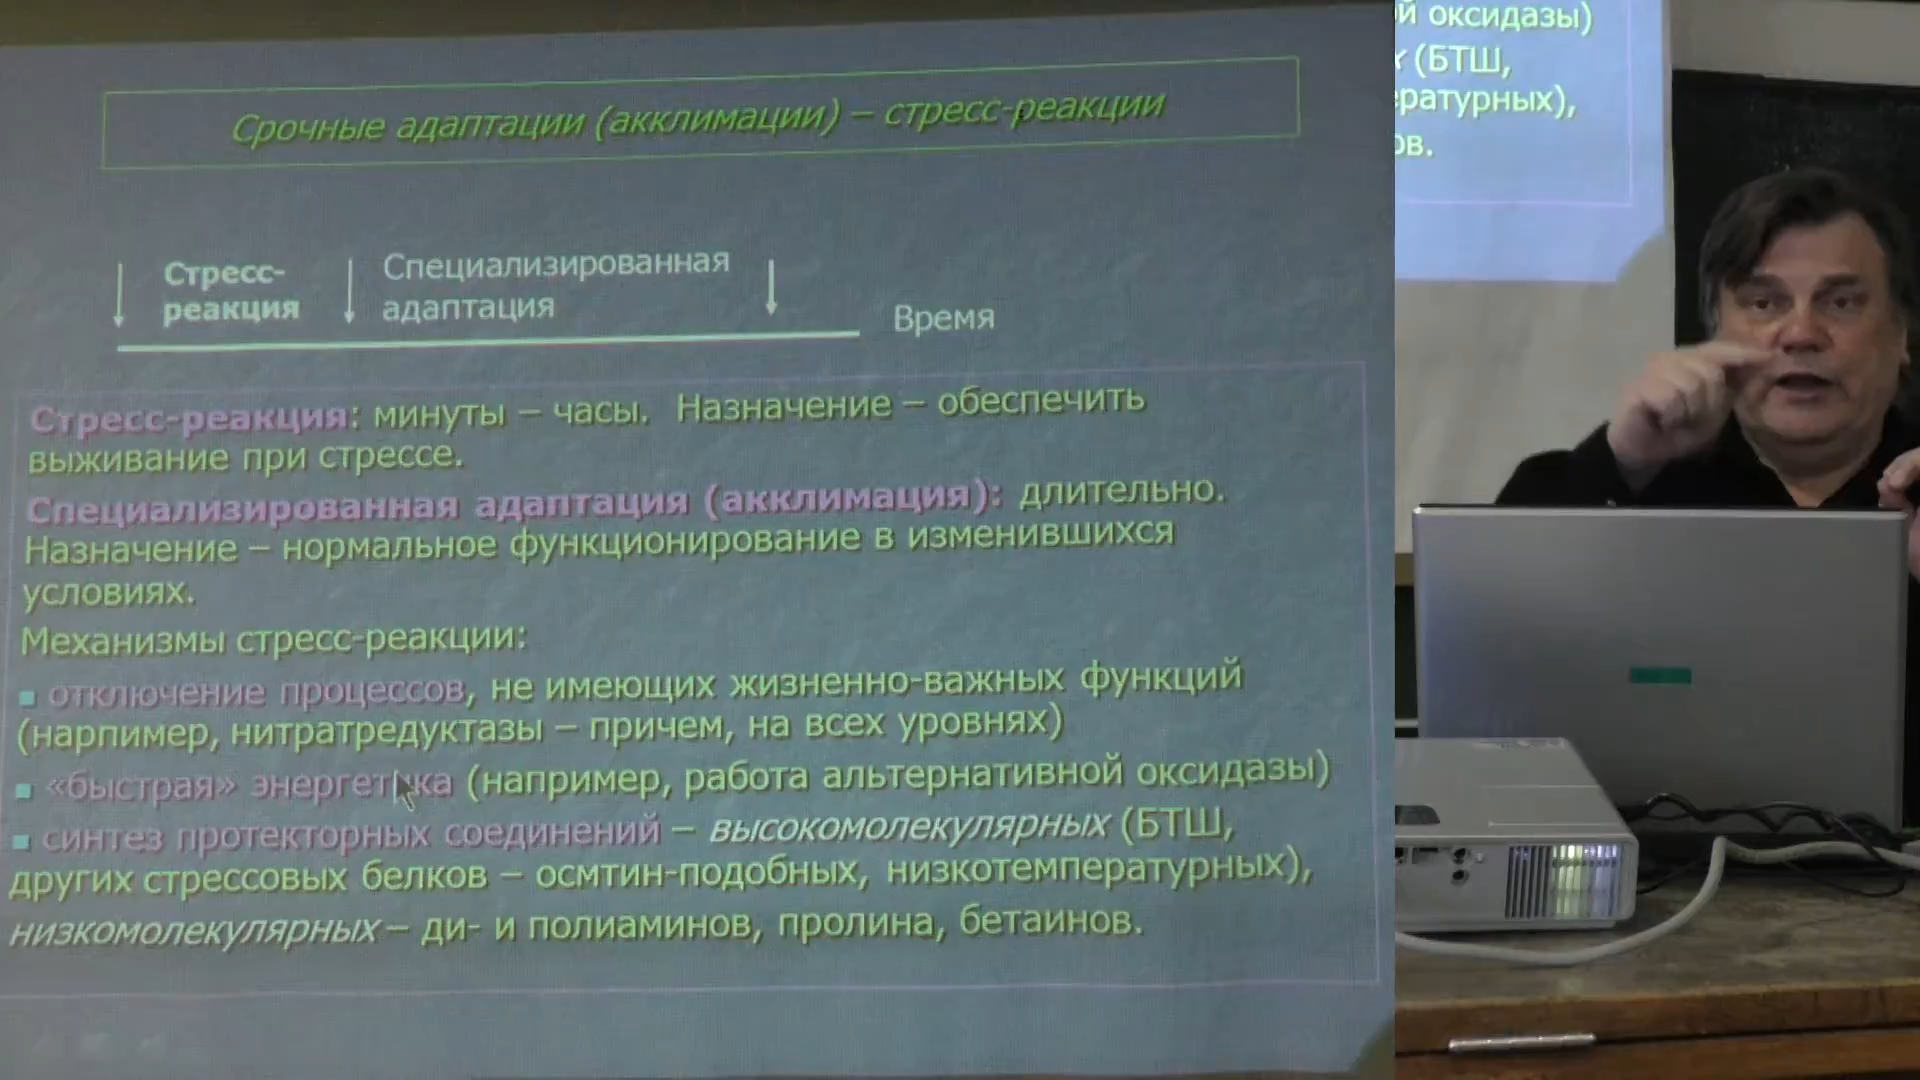 Срочные адаптации (акклимации) – стресс-реакции
Стресс-
реакция
Специализированная
адаптация
Время
Стресс-реакция: минуты – часы. Назначение – обеспечить
выживание при стрессе.
Специализированная адаптация (акклимация): длительно.
Назначение – нормальное функционирование в изменившихся
условиях.
Механизмы стресс-реакции:
отключение процессов, не имеющих жизненно-важных функций
(нарпимер, нитратредуктазы – причем, на всех уровнях)
«быстрая» энергетика (например, работа альтернативной оксидазы)
синтез протекторных соединений – высокомолекулярных (БТШ,
других стрессовых белков – осмтин-подобных, низкотемпературных),
низкомолекулярных – ди- и полиаминов, пролина, бетаинов.
й оксидазы)
(БТШ,
ературных),
ов.